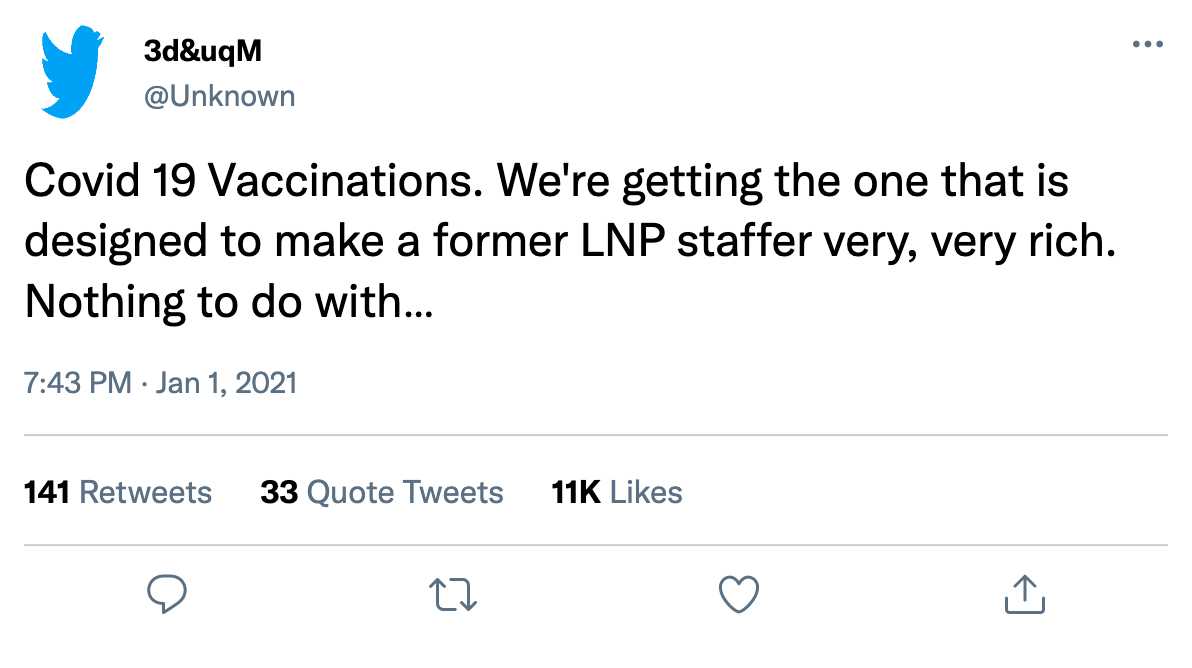 3d&uqM
@Unknown
Covid 19 Vaccinations. We're getting the one that is
designed to make a former LNP staffer very, very rich.
Nothing to do with...
7:43 PM · Jan 1, 2021
141 Retweets 33 Quote Tweets 11K Likes